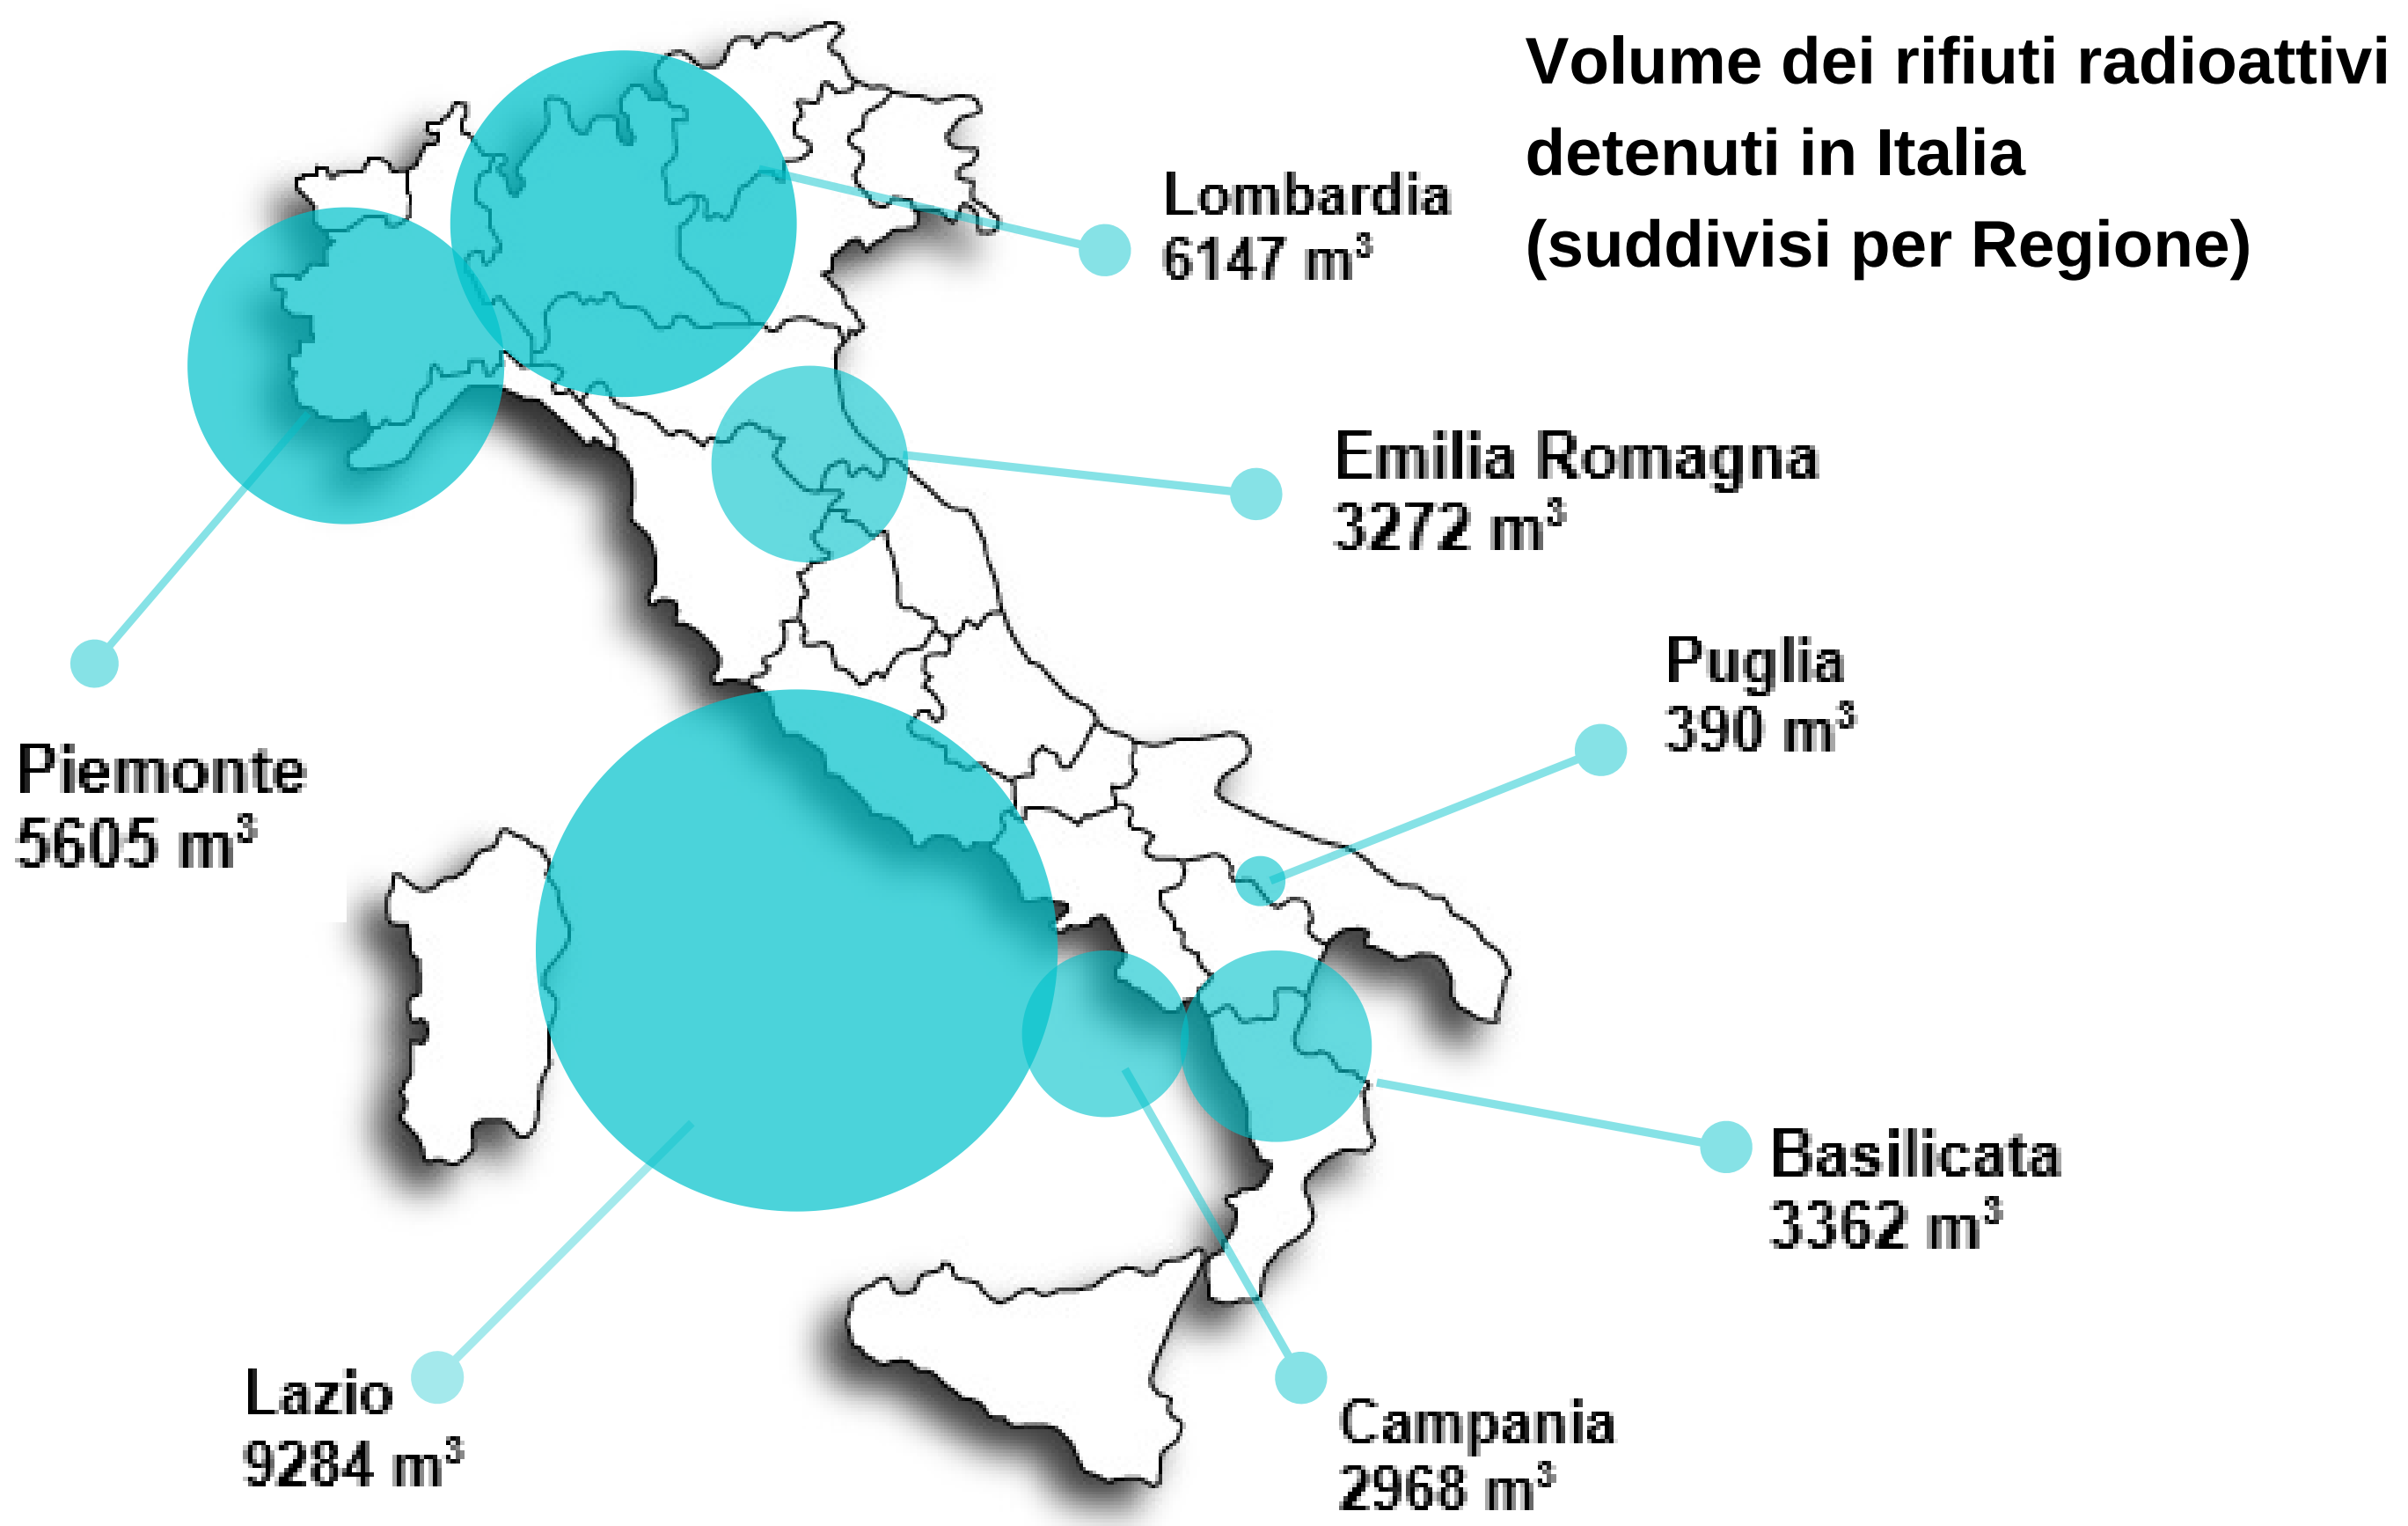 Volume dei rifiuti radioattivi
detenuti in Italia
(suddivisi per Regione)
Lombardia
6147 m³
Emilia Romagna
3272 m³
Puglia
390 m³
Piemonte
5605 m³
Basilicata
3362 m³
Lazio
9284 m³
Campania
2968 m³